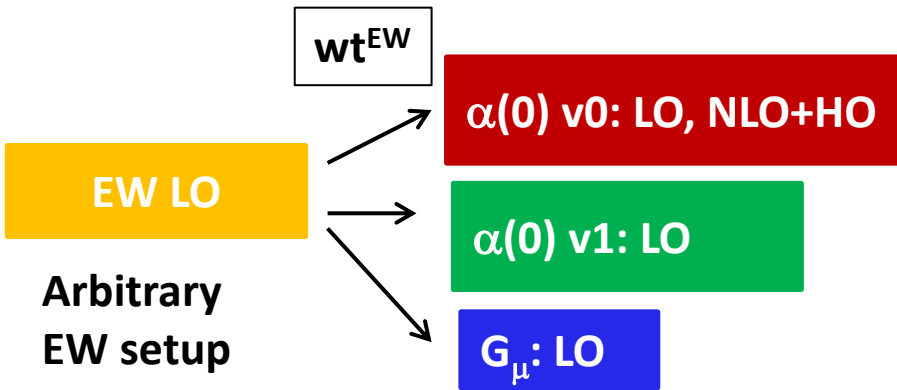 wt^EW
α(0) v0: LO, NLO+HO
EW LO
α(0) v1: LO
Arbitrary
EW setup
G_μ: LO